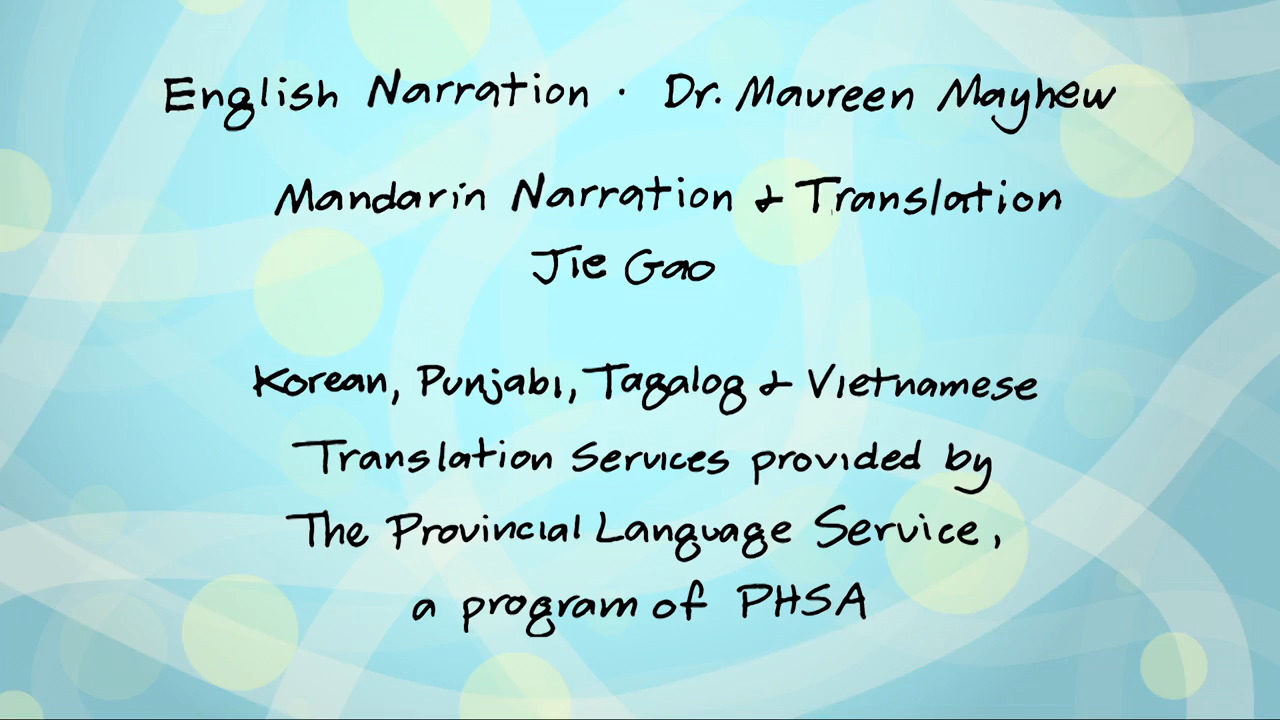 English Narration · Dr. Maureen Mayhew
Mandarin Narration & Translation
Jie Gao
Korean, Punjabi, Tagalog & Vietnamese
Translation Services provided by
The Provincial Language Service,
a program of PHSA